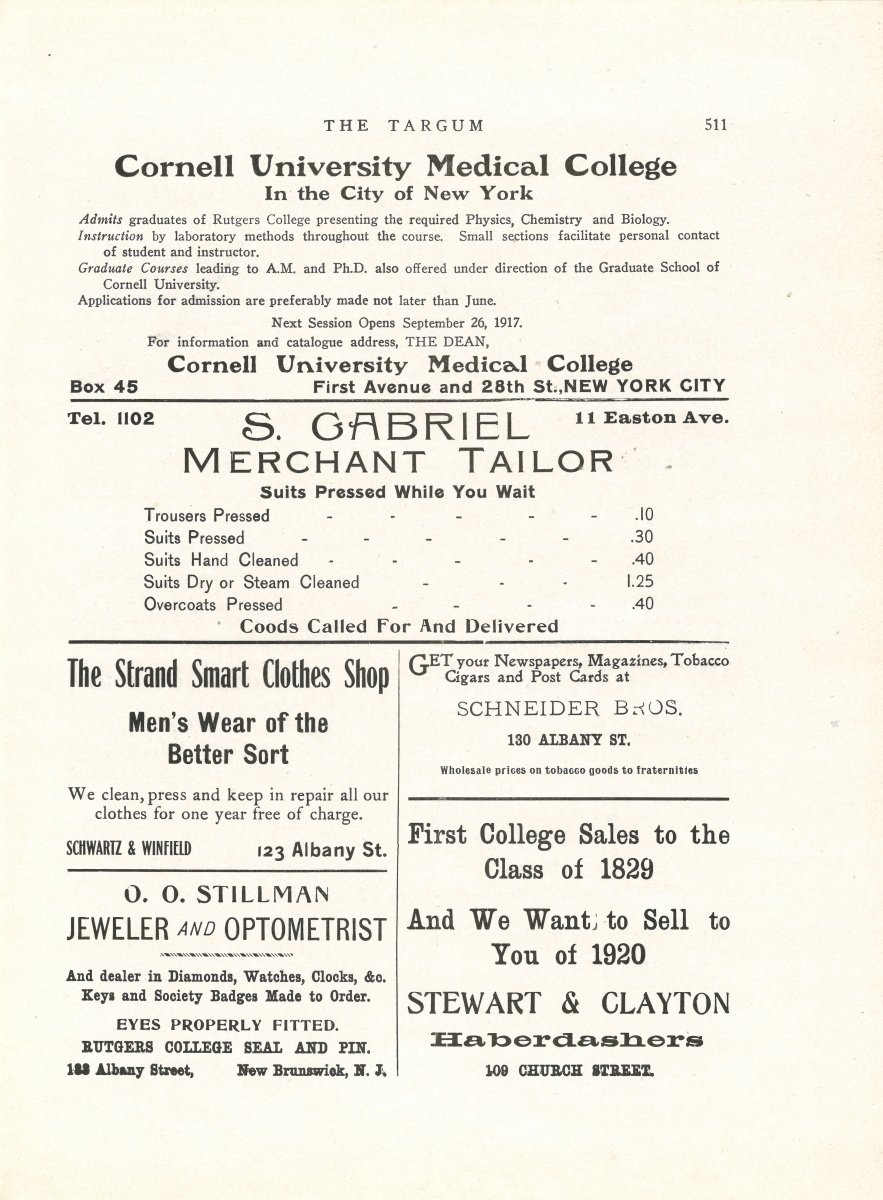 THE TARGUM 511
Cornell University Medical College
In the City of New York
Admits graduates of Rutgers College presenting the required Physics, Chemistry and Biology.
Instruction by laboratory methods throughout the course. Small sections facilitate personal contact
of student and instructor.
Graduate Courses leading to A.M. and Ph.D. also offered under direction of the Graduate School of
Cornell University.
Applications for admission are preferably made not later than June.
Next Session Opens September 26, 1917.
For information and catalogue address, THE DEAN,
Cornell University Medical College
Box 45 First Avenue and 28th St., NEW YORK CITY
Tel. 1102 S. GABRIEL 11 Easton Ave.
MERCHANT TAILOR
Suits Pressed While You Wait
Trousers Pressed - - - - - .10
Suits Pressed - - - - - .30
Suits Hand Cleaned - - - - - .40
Suits Dry or Steam Cleaned - - - 1.25
Overcoats Pressed - - - - .40
Coods Called For And Delivered
The Strand Smart Clothes Shop
Men's Wear of the
Better Sort
We clean, press and keep in repair all our
clothes for one year free of charge.
SCHWARTZ & WINFIELD 123 Albany St.
O. O. STILLMAN
JEWELER AND OPTOMETRIST
And dealer in Diamonds, Watches, Clocks, &c.
Keys and Society Badges Made to Order.
EYES PROPERLY FITTED.
RUTGERS COLLEGE SEAL AND PIN.
Albany Street, New Brunswick, N. J.
GET your Newspapers, Magazines, Tobacco
Cigars and Post Cards at
SCHNEIDER BROS.
130 ALBANY ST.
Wholesale prices on tobacco goods to fraternities
First College Sales to the
Class of 1829
And We Want to Sell to
You of 1920
STEWART & CLAYTON
Haberdashers
109 CHURCH STREET.